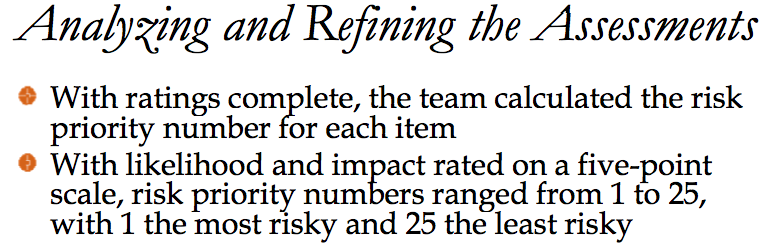 Analyzing and Refining the Assessments
With ratings complete, the team calculated the risk
priority number for each item
With likelihood and impact rated on a five-point
scale, risk priority numbers ranged from 1 to 25,
with 1 the most risky and 25 the least risky